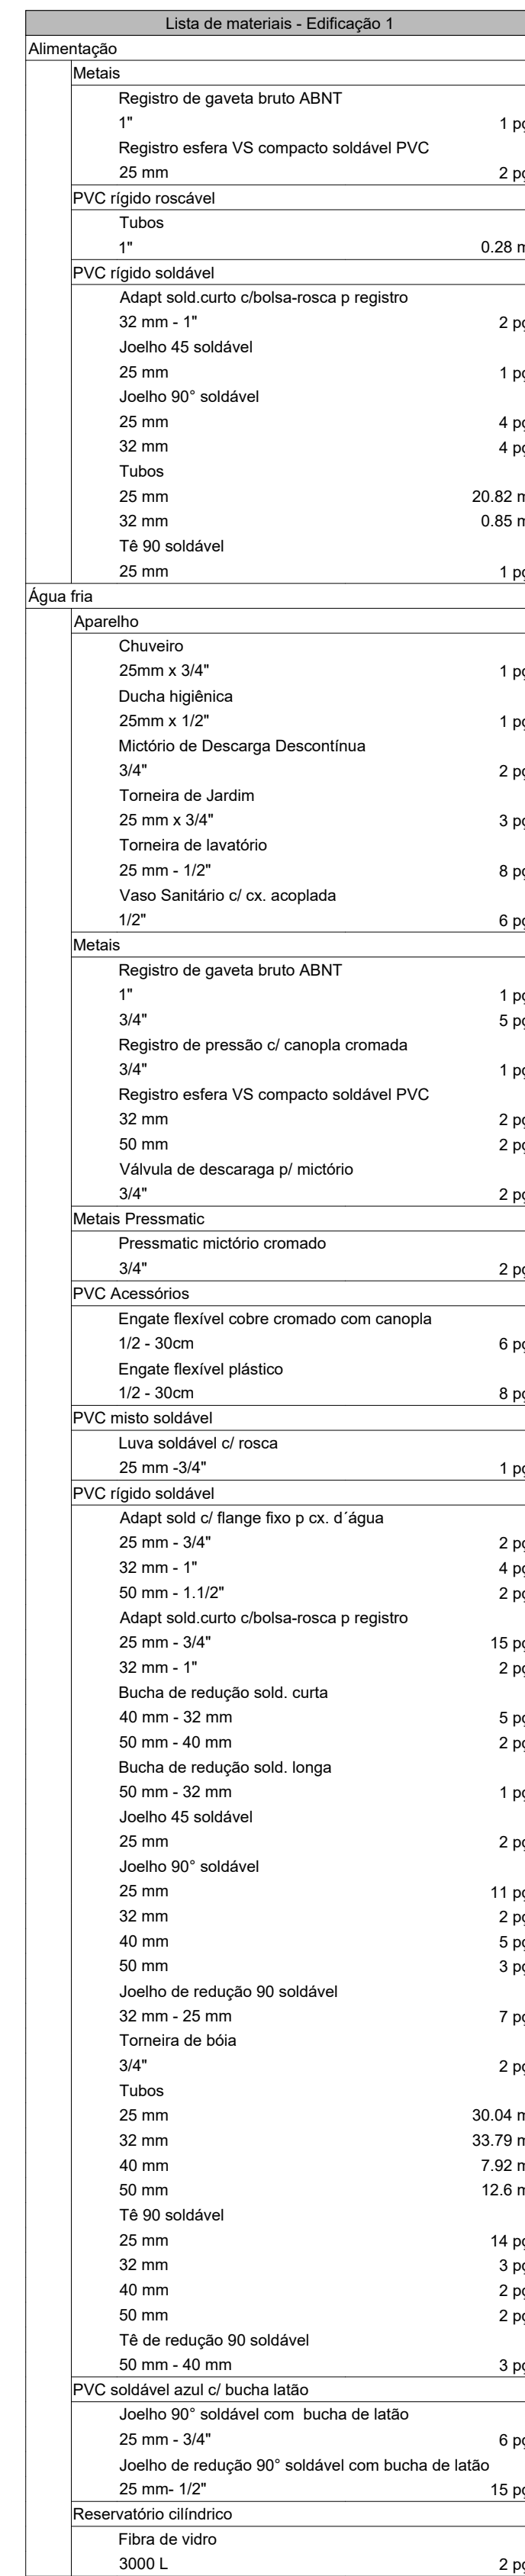 Lista de materiais - Edificação 1
Alimentação
Metais
Registro de gaveta bruto ABNT
1" 1 pç
Registro esfera VS compacto soldável PVC
25 mm 2 pç
PVC rígido roscável
Tubos
1" 0.28 m
PVC rígido soldável
Adapt sold.curto c/bolsa-rosca p registro
32 mm - 1" 2 pç
Joelho 45 soldável
25 mm 1 pç
Joelho 90° soldável
25 mm 4 pç
32 mm 4 pç
Tubos
25 mm 20.82 m
32 mm 0.85 m
Tê 90 soldável
25 mm 1 pç
Água fria
Aparelho
Chuveiro
25mm x 3/4" 1 pç
Ducha higiênica
25mm x 1/2" 1 pç
Mictório de Descarga Descontínua
3/4" 2 pç
Torneira de Jardim
25 mm x 3/4" 3 pç
Torneira de lavatório
25 mm - 1/2" 8 pç
Vaso Sanitário c/ cx. acoplada
1/2" 6 pç
Metais
Registro de gaveta bruto ABNT
1" 1 pç
3/4" 5 pç
Registro de pressão c/ canopla cromada
3/4" 1 pç
Registro esfera VS compacto soldável PVC
32 mm 2 pç
50 mm 2 pç
Válvula de descaraga p/ mictório
3/4" 2 pç
Metais Pressmatic
Pressmatic mictório cromado
3/4" 2 pç
PVC Acessórios
Engate flexível cobre cromado com canopla
1/2 - 30cm 6 pç
Engate flexível plástico
1/2 - 30cm 8 pç
PVC misto soldável
Luva soldável c/ rosca
25 mm -3/4" 1 pç
PVC rígido soldável
Adapt sold c/ flange fixo p cx. d´água
25 mm - 3/4" 2 pç
32 mm - 1" 4 pç
50 mm - 1.1/2" 2 pç
Adapt sold.curto c/bolsa-rosca p registro
25 mm - 3/4" 15 pç
32 mm - 1" 2 pç
Bucha de redução sold. curta
40 mm - 32 mm 5 pç
50 mm - 40 mm 2 pç
Bucha de redução sold. longa
50 mm - 32 mm 1 pç
Joelho 45 soldável
25 mm 2 pç
Joelho 90° soldável
25 mm 11 pç
32 mm 2 pç
40 mm 5 pç
50 mm 3 pç
Joelho de redução 90 soldável
32 mm - 25 mm 7 pç
Torneira de bóia
3/4" 2 pç
Tubos
25 mm 30.04 m
32 mm 33.79 m
40 mm 7.92 m
50 mm 12.6 m
Tê 90 soldável
25 mm 14 pç
32 mm 3 pç
40 mm 2 pç
50 mm 2 pç
Tê de redução 90 soldável
50 mm - 40 mm 3 pç
PVC soldável azul c/ bucha latão
Joelho 90° soldável com bucha de latão
25 mm - 3/4" 6 pç
Joelho de redução 90° soldável com bucha de latão
25 mm- 1/2" 15 pç
Reservatório cilíndrico
Fibra de vidro
3000 L 2 pç